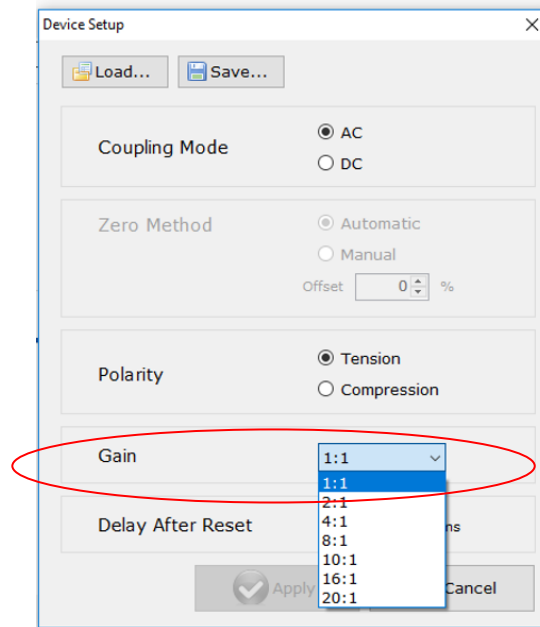 Device Setup
Load... Save...
Coupling Mode
AC
DC
Zero Method
Automatic
Manual
Offset 0 %
Polarity
Tension
Compression
Gain 1:1
1:1
2:1
4:1
8:1
10:1
16:1
20:1
Delay After Reset ms
Apply Cancel